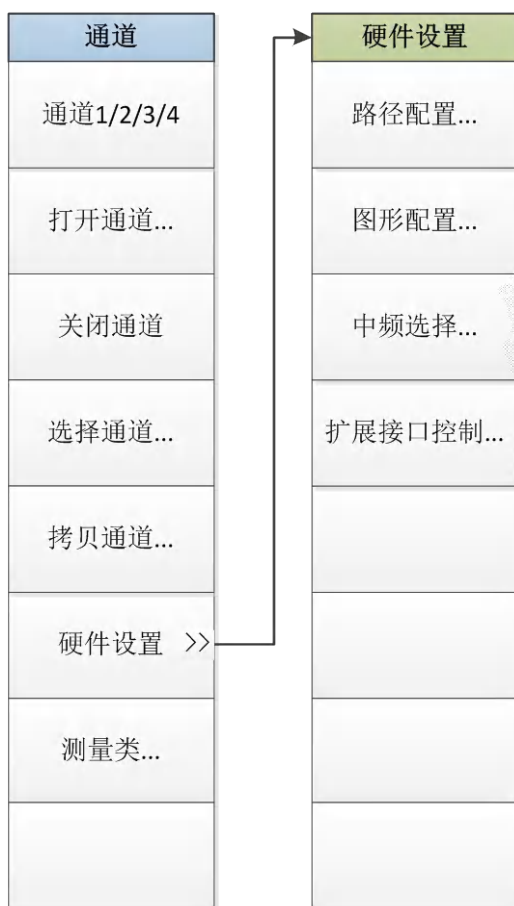 通道
通道1/2/3/4
打开通道...
关闭通道
选择通道...
拷贝通道...
硬件设置 >>
测量类...
硬件设置
路径配置...
图形配置...
中频选择...
扩展接口控制...